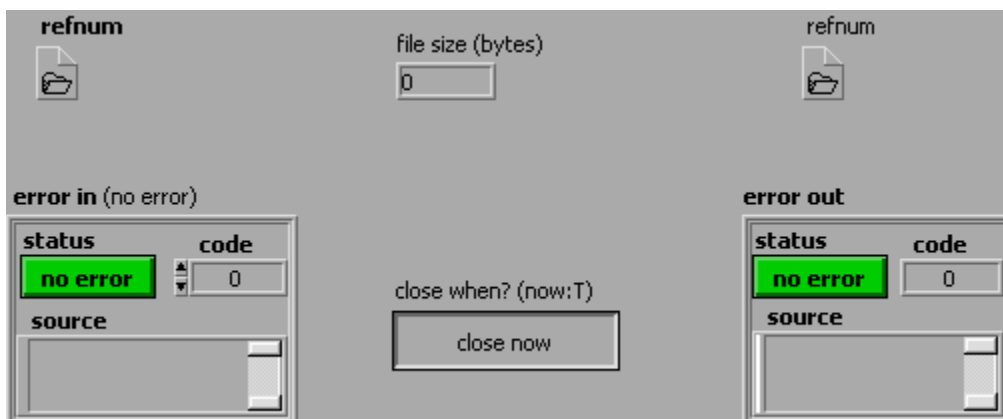 refnum
file size (bytes)
0
refnum
error in (no error)
status
code
no error
0
source
close when? (now:T)
close now
error out
status
code
no error
0
source